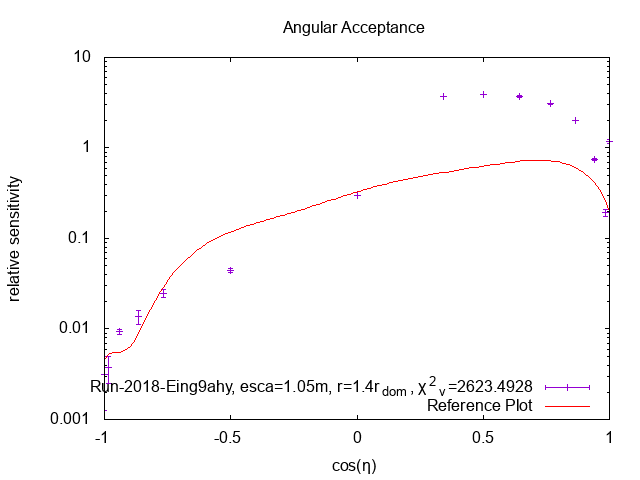 Angular Acceptance
relative sensitivity
10
1
0.1
0.01
0.001
Run-2018-Eing9ahy, esca=1.05m, r=1.4r_dom, χ²_ν=2623.4928
Reference Plot
-1 -0.5 0 0.5 1
cos(η)